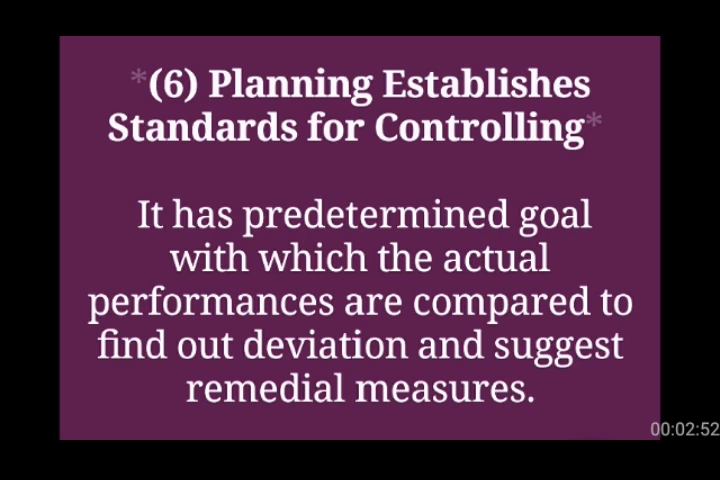 *(6) Planning Establishes
Standards for Controlling*
It has predetermined goal
with which the actual
performances are compared to
find out deviation and suggest
remedial measures.
00:02:52